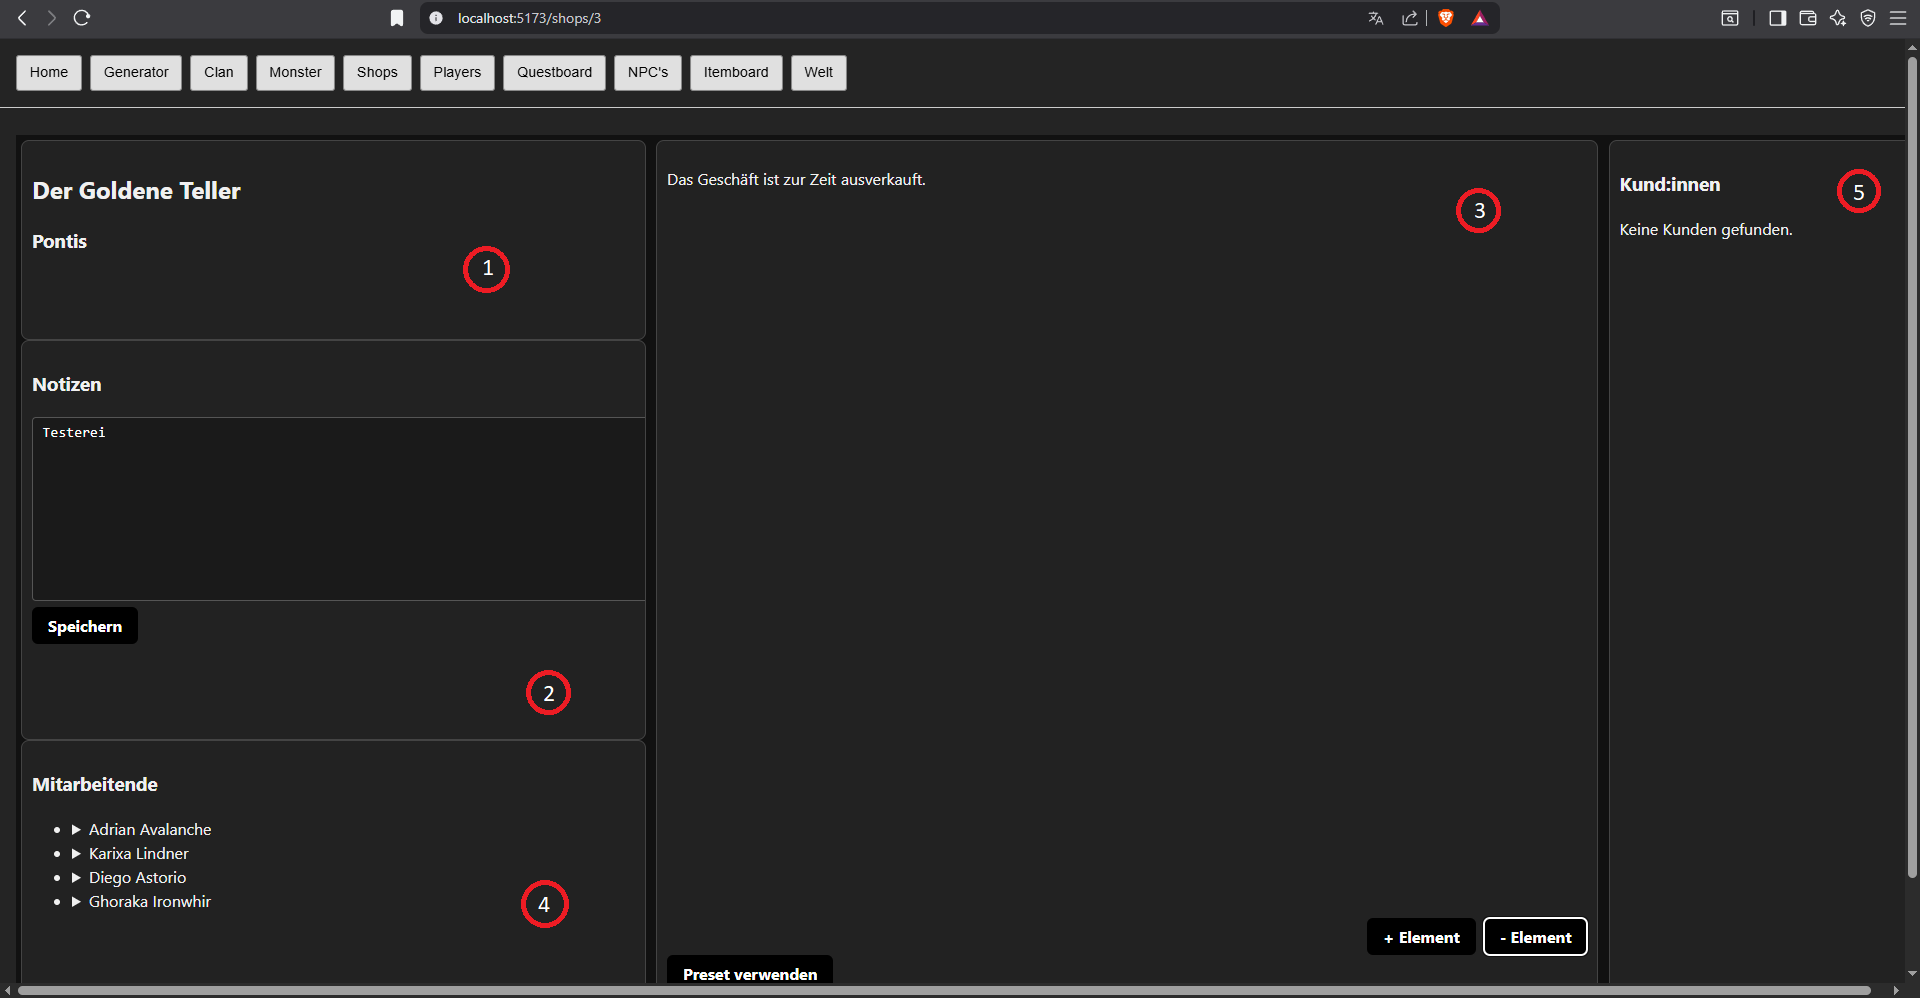 localhost:5173/shops/3
Home Generator Clan Monster Shops Players Questboard NPC's Itemboard Welt
Der Goldene Teller
Pontis
1
Notizen
Testerei
Speichern
2
Mitarbeitende
Adrian Avalanche
Karixa Lindner
Diego Astorio
Ghoraka Ironwhir
4
Das Geschäft ist zur Zeit ausverkauft.
3
+ Element - Element
Preset verwenden
Kund:innen
5
Keine Kunden gefunden.